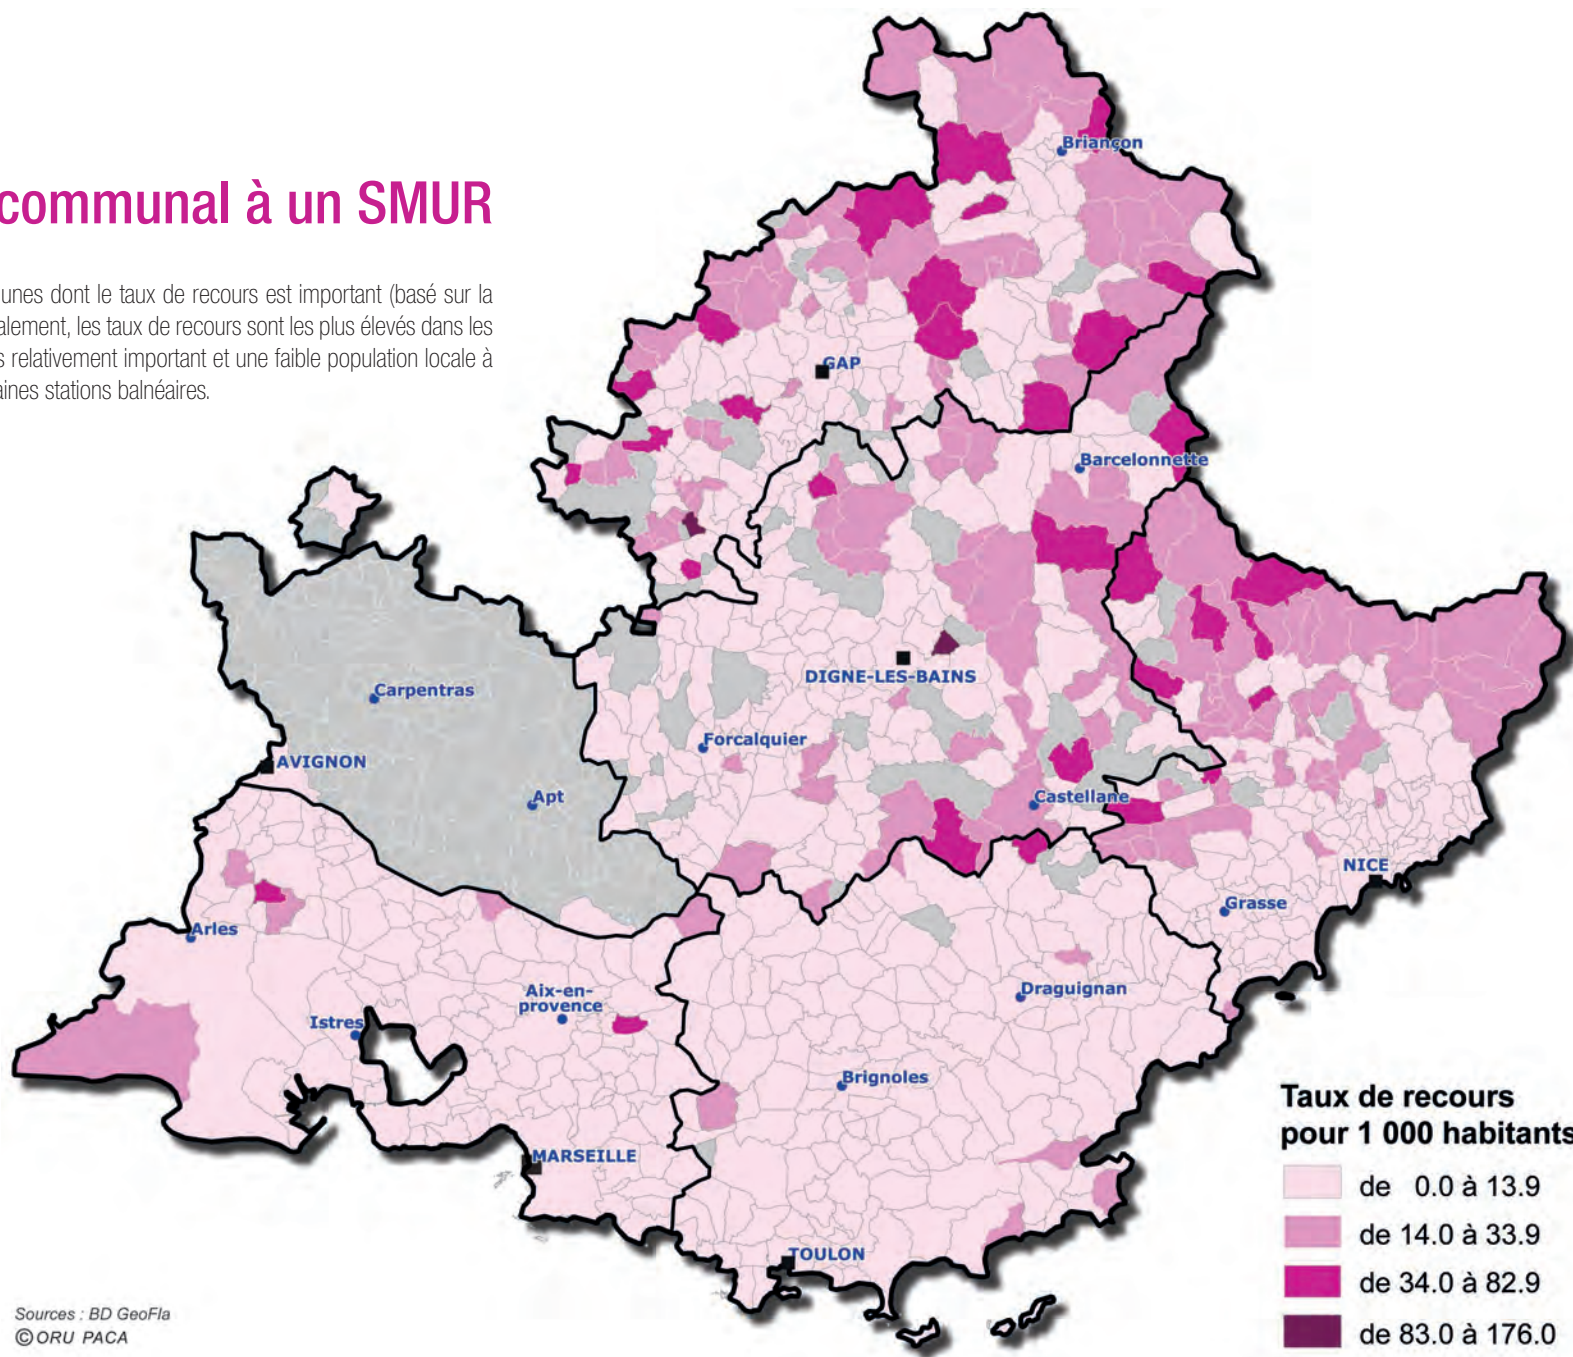 communal à un SMUR
unes dont le taux de recours est important (basé sur la
alement, les taux de recours sont les plus élevés dans les
s relativement important et une faible population locale à
aines stations balnéaires.
Briançon
GAP
Barcelonnette
DIGNE-LES-BAINS
Carpentras
Forcalquier
AVIGNON
Apt
Castellane
NICE
Grasse
Arles
Aix-en-
provence
Draguignan
Istres
Brignoles
MARSEILLE
TOULON
Taux de recours
pour 1 000 habitants
de 0.0 à 13.9
de 14.0 à 33.9
de 34.0 à 82.9
de 83.0 à 176.0
Sources : BD GeoFla
©ORU PACA